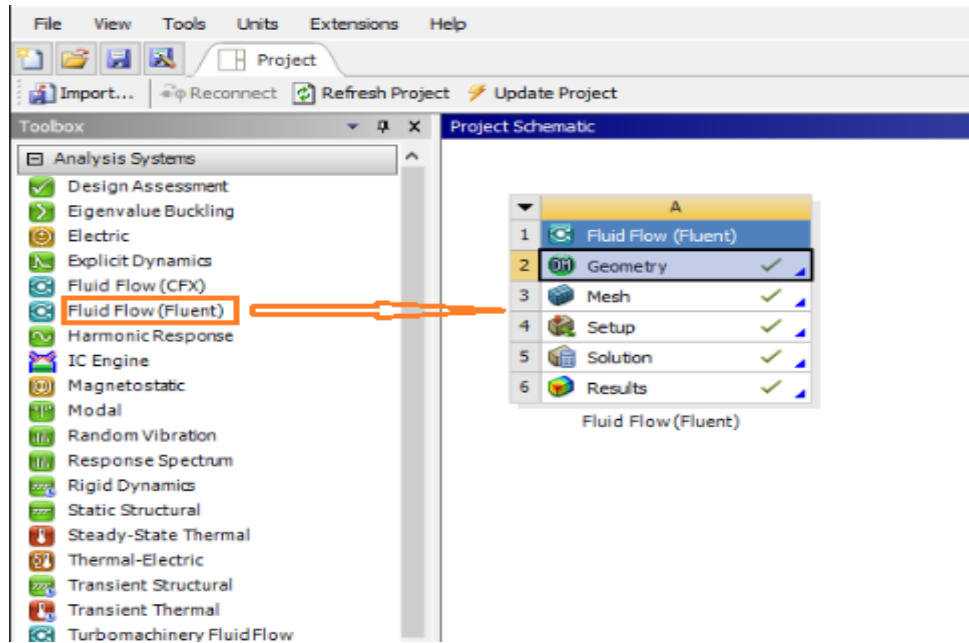 File View Tools Units Extensions Help
Project
Import... Reconnect Refresh Project Update Project
Toolbox
Analysis Systems
Design Assessment
Eigenvalue Buckling
Electric
Explicit Dynamics
Fluid Flow (CFX)
Fluid Flow (Fluent)
Harmonic Response
IC Engine
Magnetostatic
Modal
Random Vibration
Response Spectrum
Rigid Dynamics
Static Structural
Steady-State Thermal
Thermal-Electric
Transient Structural
Transient Thermal
Turbomachinery Fluid Flow
Project Schematic
A
1 Fluid Flow (Fluent)
2 DM Geometry
3 Mesh
4 Setup
5 Solution
6 Results
Fluid Flow (Fluent)